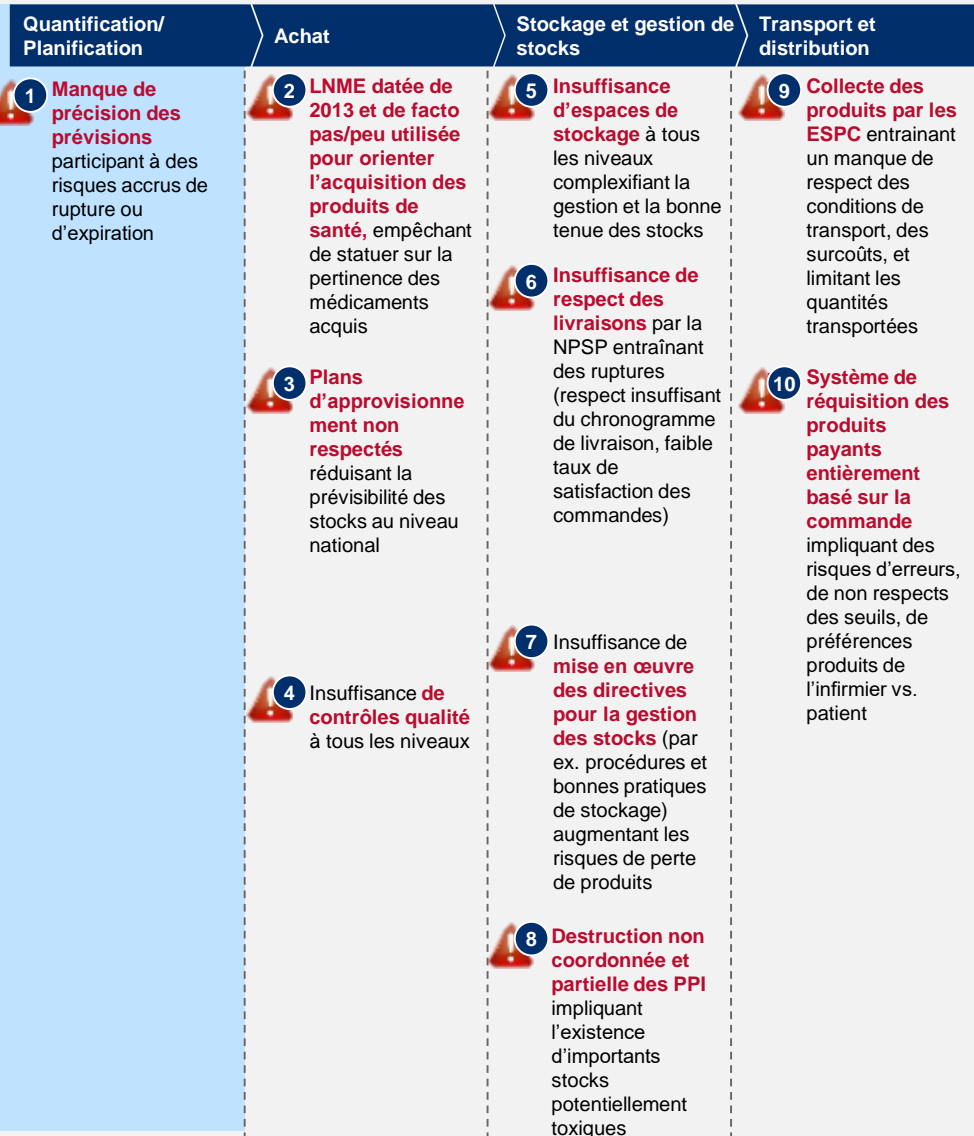 Quantification/
Planification
Achat
Stockage et gestion de
stocks
Transport et
distribution
1
Manque de
précision des
prévisions
participant à des
risques accrus de
rupture ou
d'expiration
2
LNME datée de
2013 et de facto
pas/peu utilisée
pour orienter
l'acquisition des
produits de
santé, empêchant
de statuer sur la
pertinence des
médicaments
acquis
3
Plans
d'approvisionne
ment non
respectés
réduisant la
prévisibilité des
stocks au niveau
national
4
Insuffisance de
contrôles qualité
à tous les niveaux
5
Insuffisance
d'espaces de
stockage à tous
les niveaux
complexifiant la
gestion et la bonne
tenue des stocks
6
Insuffisance de
respect des
livraisons par la
NPSP entraînant
des ruptures
(respect insuffisant
du chronogramme
de livraison, faible
taux de
satisfaction des
commandes)
7
Insuffisance de
mise en œuvre
des directives
pour la gestion
des stocks (par
ex. procédures et
bonnes pratiques
de stockage)
augmentant les
risques de perte
de produits
8
Destruction non
coordonnée et
partielle des PPI
impliquant
l'existence
d'importants
stocks
potentiellement
toxiques
9
Collecte des
produits par les
ESPC entrainant
un manque de
respect des
conditions de
transport, des
surcoûts, et
limitant les
quantités
transportées
10
Système de
réquisition des
produits
payants
entièrement
basé sur la
commande
impliquant des
risques d'erreurs,
de non respects
des seuils, de
préférences
produits de
l'infirmier vs.
patient